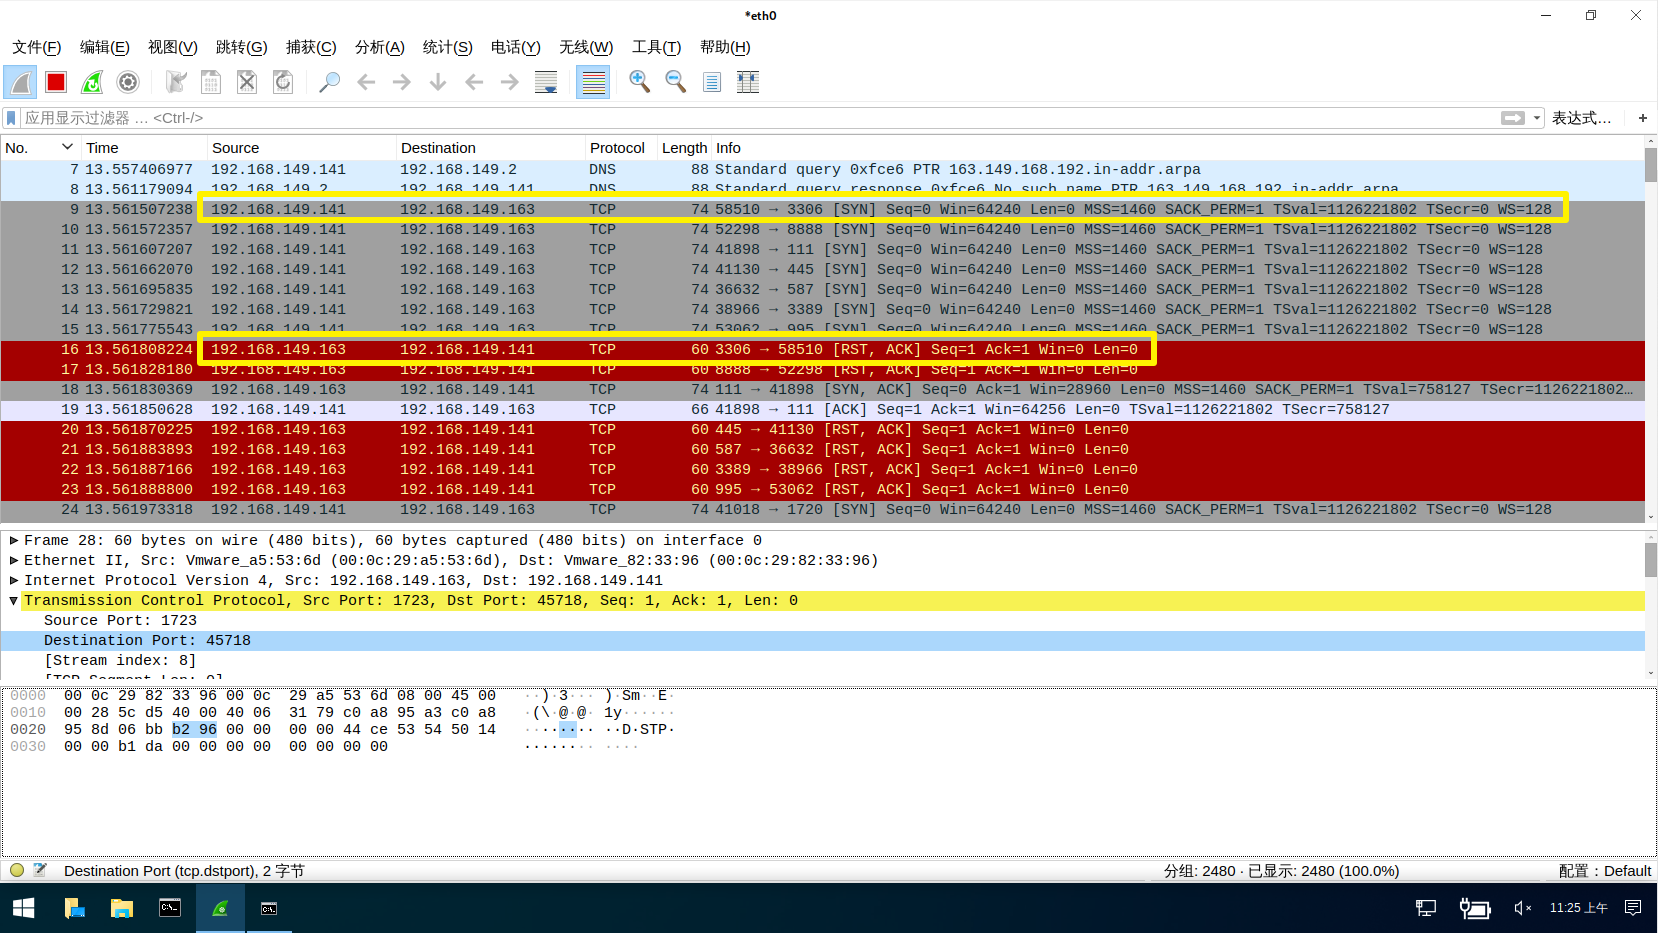 *eth0
文件(F) 编辑(E) 视图(V) 跳转(G) 捕获(C) 分析(A) 统计(S) 电话(Y) 无线(W) 工具(T) 帮助(H)
应用显示过滤器 … <Ctrl-/> 表达式… +
No. Time Source Destination Protocol Length Info
7 13.557406977 192.168.149.141 192.168.149.2 DNS 88 Standard query 0xfce6 PTR 163.149.168.192.in-addr.arpa
8 13.561179094 192.168.149.2 192.168.149.141 DNS 88 Standard query response 0xfce6 No such name PTR 163.149.168.192.in-addr.arpa
9 13.561507238 192.168.149.141 192.168.149.163 TCP 74 58510 → 3306 [SYN] Seq=0 Win=64240 Len=0 MSS=1460 SACK_PERM=1 TSval=1126221802 TSecr=0 WS=128
10 13.561572357 192.168.149.141 192.168.149.163 TCP 74 52298 → 8888 [SYN] Seq=0 Win=64240 Len=0 MSS=1460 SACK_PERM=1 TSval=1126221802 TSecr=0 WS=128
11 13.561607207 192.168.149.141 192.168.149.163 TCP 74 41898 → 111 [SYN] Seq=0 Win=64240 Len=0 MSS=1460 SACK_PERM=1 TSval=1126221802 TSecr=0 WS=128
12 13.561662070 192.168.149.141 192.168.149.163 TCP 74 41130 → 445 [SYN] Seq=0 Win=64240 Len=0 MSS=1460 SACK_PERM=1 TSval=1126221802 TSecr=0 WS=128
13 13.561695835 192.168.149.141 192.168.149.163 TCP 74 36632 → 587 [SYN] Seq=0 Win=64240 Len=0 MSS=1460 SACK_PERM=1 TSval=1126221802 TSecr=0 WS=128
14 13.561729821 192.168.149.141 192.168.149.163 TCP 74 38966 → 3389 [SYN] Seq=0 Win=64240 Len=0 MSS=1460 SACK_PERM=1 TSval=1126221802 TSecr=0 WS=128
15 13.561775543 192.168.149.141 192.168.149.163 TCP 74 53062 → 995 [SYN] Seq=0 Win=64240 Len=0 MSS=1460 SACK_PERM=1 TSval=1126221802 TSecr=0 WS=128
16 13.561808224 192.168.149.163 192.168.149.141 TCP 60 3306 → 58510 [RST, ACK] Seq=1 Ack=1 Win=0 Len=0
17 13.561828180 192.168.149.163 192.168.149.141 TCP 60 8888 → 52298 [RST, ACK] Seq=1 Ack=1 Win=0 Len=0
18 13.561830369 192.168.149.163 192.168.149.141 TCP 74 111 → 41898 [SYN, ACK] Seq=0 Ack=1 Win=28960 Len=0 MSS=1460 SACK_PERM=1 TSval=758127 TSecr=1126221802…
19 13.561850628 192.168.149.141 192.168.149.163 TCP 66 41898 → 111 [ACK] Seq=1 Ack=1 Win=64256 Len=0 TSval=1126221802 TSecr=758127
20 13.561870225 192.168.149.163 192.168.149.141 TCP 60 445 → 41130 [RST, ACK] Seq=1 Ack=1 Win=0 Len=0
21 13.561883893 192.168.149.163 192.168.149.141 TCP 60 587 → 36632 [RST, ACK] Seq=1 Ack=1 Win=0 Len=0
22 13.561887166 192.168.149.163 192.168.149.141 TCP 60 3389 → 38966 [RST, ACK] Seq=1 Ack=1 Win=0 Len=0
23 13.561888800 192.168.149.163 192.168.149.141 TCP 60 995 → 53062 [RST, ACK] Seq=1 Ack=1 Win=0 Len=0
24 13.561973318 192.168.149.141 192.168.149.163 TCP 74 41018 → 1720 [SYN] Seq=0 Win=64240 Len=0 MSS=1460 SACK_PERM=1 TSval=1126221802 TSecr=0 WS=128
Frame 28: 60 bytes on wire (480 bits), 60 bytes captured (480 bits) on interface 0
Ethernet II, Src: Vmware_a5:53:6d (00:0c:29:a5:53:6d), Dst: Vmware_82:33:96 (00:0c:29:82:33:96)
Internet Protocol Version 4, Src: 192.168.149.163, Dst: 192.168.149.141
Transmission Control Protocol, Src Port: 1723, Dst Port: 45718, Seq: 1, Ack: 1, Len: 0
Source Port: 1723
Destination Port: 45718
[Stream index: 8]
[TCP Segment Len: 0]
0000 00 0c 29 82 33 96 00 0c 29 a5 53 6d 08 00 45 00 ··)·3··· )·Sm··E·
0010 00 28 5c d5 40 00 40 06 31 79 c0 a8 95 a3 c0 a8 ·(\·@·@· 1y······
0020 95 8d 06 bb b2 96 00 00 00 00 44 ce 53 54 50 14 ········ ··D·STP·
0030 00 00 b1 da 00 00 00 00 00 00 00 00 ········ ····
Destination Port (tcp.dstport), 2 字节 分组: 2480 · 已显示: 2480 (100.0%) 配置：Default
11:25 上午